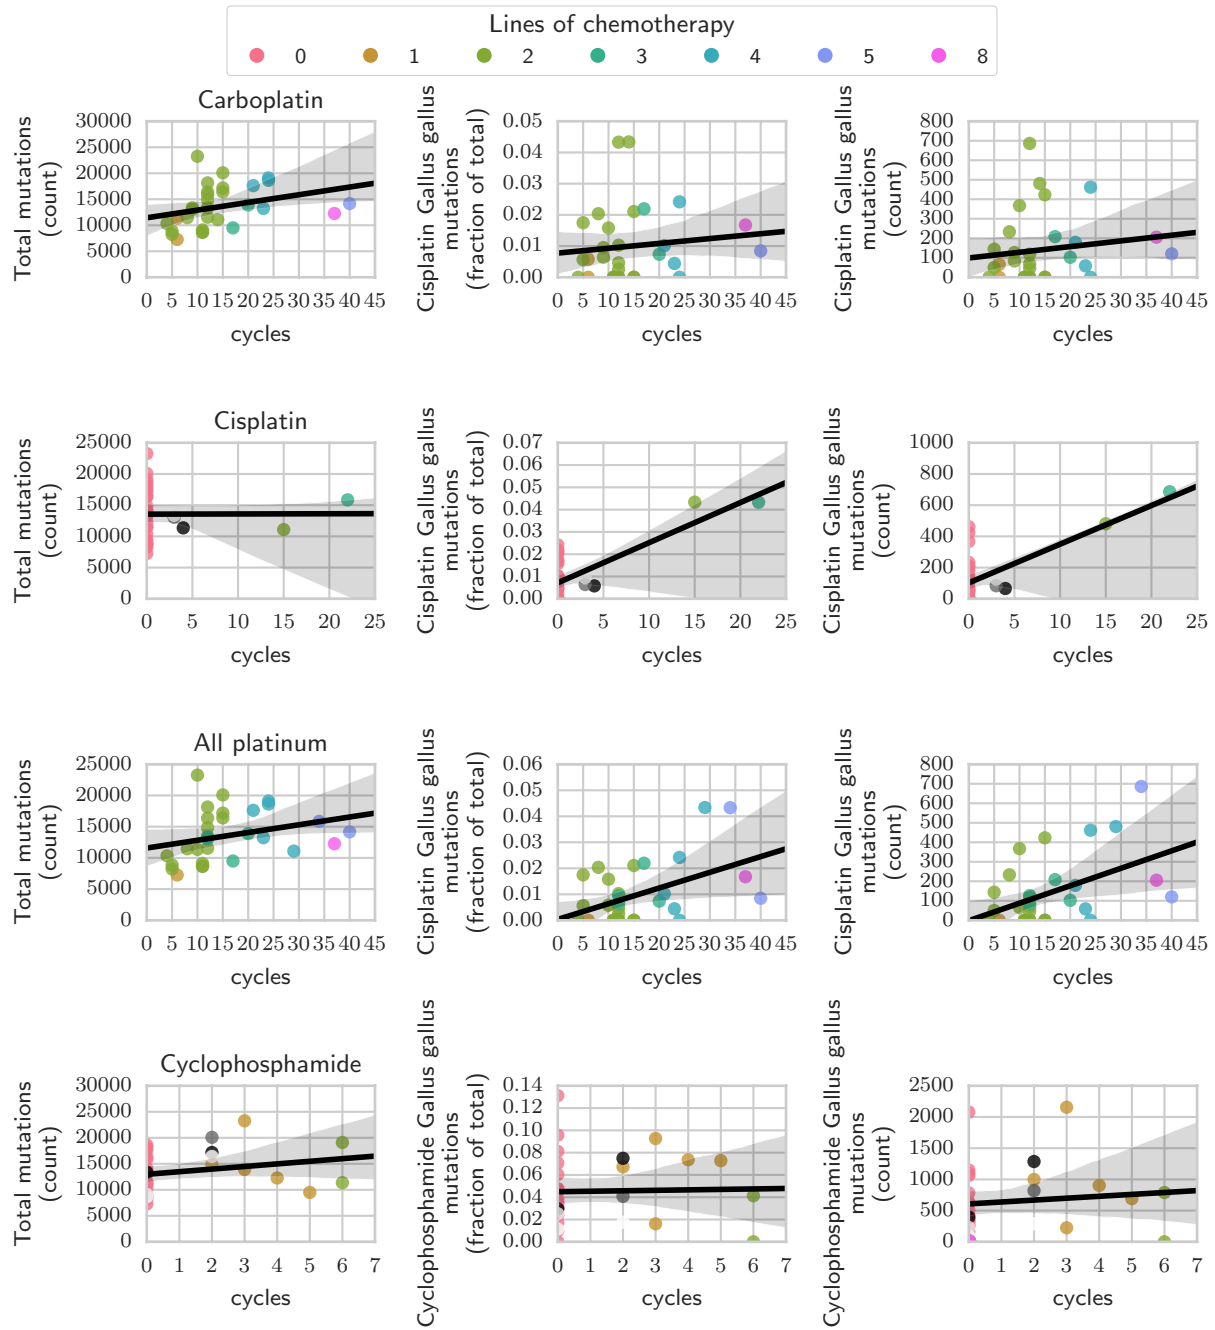 Lines of chemotherapy
0 1 2 3 4 5 8
Carboplatin
Total mutations
(count)
30000
25000
20000
15000
10000
5000
0
0 5 10 15 20 25 30 35 40 45
cycles
Cisplatin Gallus gallus
mutations
(fraction of total)
0.05
0.04
0.03
0.02
0.01
0.00
0 5 10 15 20 25 30 35 40 45
cycles
Cisplatin Gallus gallus
mutations
(count)
800
700
600
500
400
300
200
100
0
0 5 10 15 20 25 30 35 40 45
cycles
Cisplatin
Total mutations
(count)
25000
20000
15000
10000
5000
0
0 5 10 15 20 25
cycles
Cisplatin Gallus gallus
mutations
(fraction of total)
0.07
0.06
0.05
0.04
0.03
0.02
0.01
0.00
0 5 10 15 20 25
cycles
Cisplatin Gallus gallus
mutations
(count)
1000
800
600
400
200
0
0 5 10 15 20 25
cycles
All platinum
Total mutations
(count)
25000
20000
15000
10000
5000
0
0 5 10 15 20 25 30 35 40 45
cycles
Cisplatin Gallus gallus
mutations
(fraction of total)
0.06
0.05
0.04
0.03
0.02
0.01
0.00
0 5 10 15 20 25 30 35 40 45
cycles
Cisplatin Gallus gallus
mutations
(count)
800
700
600
500
400
300
200
100
0
0 5 10 15 20 25 30 35 40 45
cycles
Cyclophosphamide
Total mutations
(count)
30000
25000
20000
15000
10000
5000
0
0 1 2 3 4 5 6 7
cycles
Cyclophosphamide Gallus gallus
mutations
(fraction of total)
0.14
0.12
0.10
0.08
0.06
0.04
0.02
0.00
0 1 2 3 4 5 6 7
cycles
Cyclophosphamide Gallus gallus
mutations
(count)
2500
2000
1500
1000
500
0
0 1 2 3 4 5 6 7
cycles